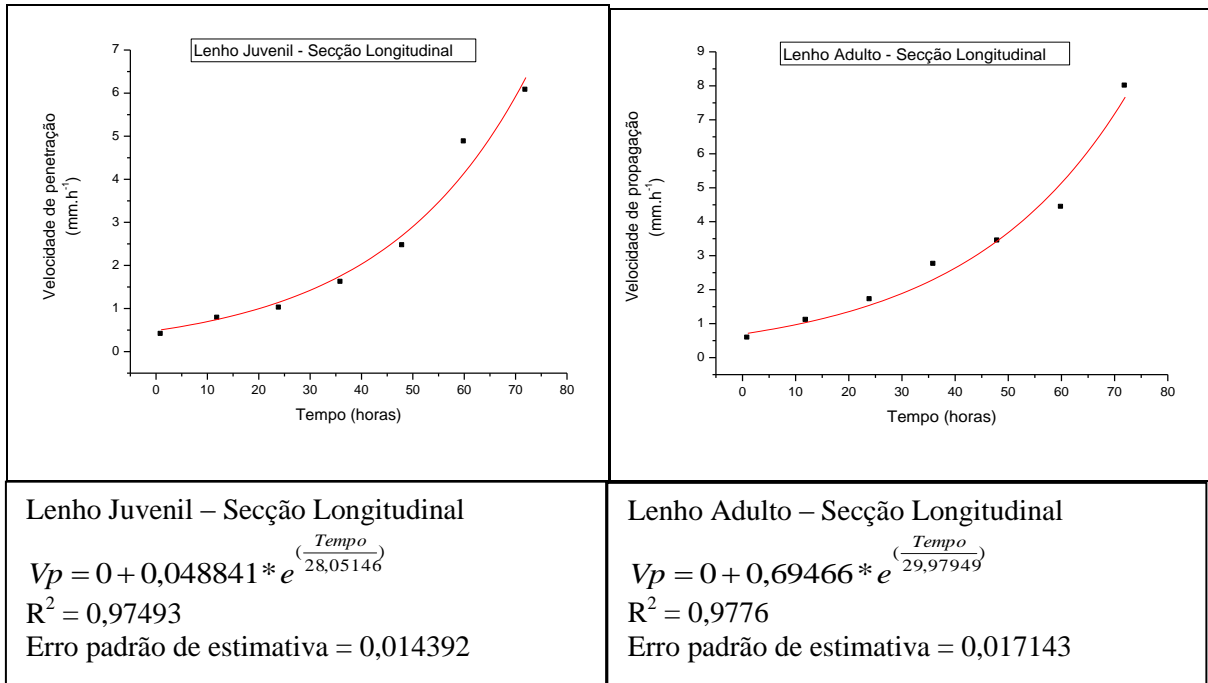 Lenho Juvenil - Secção Longitudinal
7
6
5
4
3
2
1
0
Velocidade de penetração
(mm.h⁻¹)
0 10 20 30 40 50 60 70 80
Tempo (horas)
Lenho Adulto - Secção Longitudinal
9
8
7
6
5
4
3
2
1
0
Velocidade de propagação
(mm.h⁻¹)
0 10 20 30 40 50 60 70 80
Tempo (horas)
Lenho Juvenil – Secção Longitudinal
Vp = 0 + 0,048841 * e^(Tempo/28,05146)
R² = 0,97493
Erro padrão de estimativa = 0,014392
Lenho Adulto – Secção Longitudinal
Vp = 0 + 0,69466 * e^(Tempo/29,97949)
R² = 0,9776
Erro padrão de estimativa = 0,017143